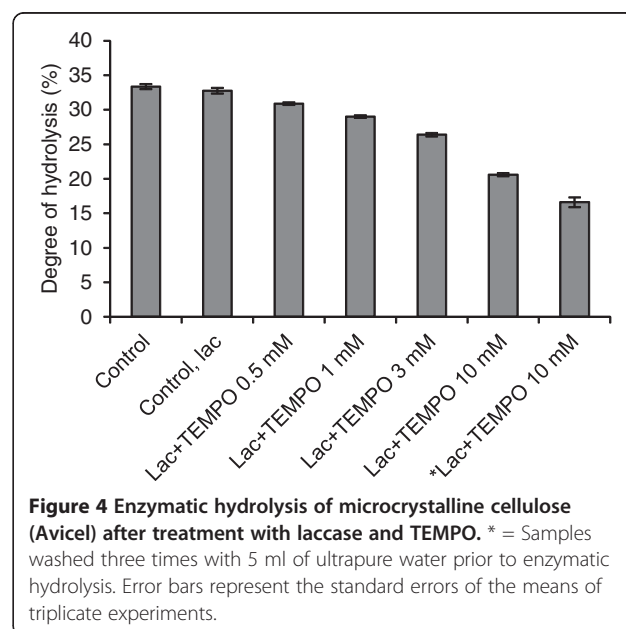 40
35
30
25
20
15
10
5
0
Degree of hydrolysis (%)
Control
Control, lac
Lac+TEMPO 0.5 mM
Lac+TEMPO 1 mM
Lac+TEMPO 3 mM
Lac+TEMPO 10 mM
*Lac+TEMPO 10 mM
Figure 4 Enzymatic hydrolysis of microcrystalline cellulose
(Avicel) after treatment with laccase and TEMPO. * = Samples
washed three times with 5 ml of ultrapure water prior to enzymatic
hydrolysis. Error bars represent the standard errors of the means of
triplicate experiments.